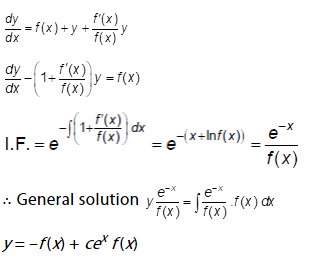 dy/dx = f(x) + y + f'(x)/f(x) y
dy/dx − (1 + f'(x)/f(x)) y = f(x)
I.F. = e^{−∫(1 + f'(x)/f(x)) dx} = e^{−(x+lnf(x))} = e^{−x}/f(x)
∴ General solution y e^{−x}/f(x) = ∫ e^{−x}/f(x) .f(x) dx
y = −f(x) + ce^x f(x)